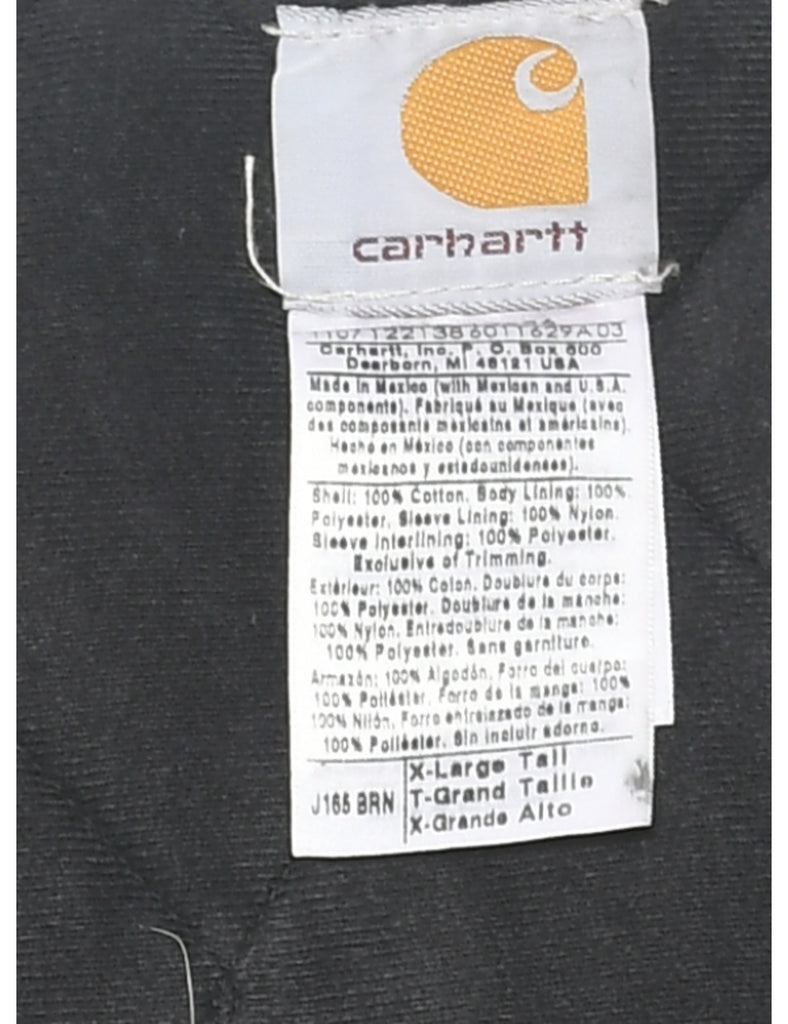 carhartt
1107122138601 1629A03
Carhartt, Inc. P. O. Box 600
Dearborn, MI 48121 USA
Made in Mexico (with Mexican and U.S.A.
components). Fabriqué au Mexique (avec
des composants mexicains et américains).
Hecho en México (con componentes
mexicanos y estadounidenses).
Shell: 100% Cotton. Body Lining: 100%
Polyester. Sleeve Lining: 100% Nylon.
Sleeve Interlining: 100% Polyester.
Exclusive of Trimming.
Extérieur: 100% Coton. Doublure du corps:
100% Polyester. Doublure de la manche:
100% Nylon. Entredoublure de la manche:
100% Polyester. Sans garniture.
Armazón: 100% Algodón. Forro del cuerpo:
100% Poliéster. Forro de la manga: 100%
100% Nilón. Forro entrelazado de la manga:
100% Poliéster. Sin incluir adorno.
J165 BRN
X-Large Tall
T-Grand Taille
X-Grande Alto